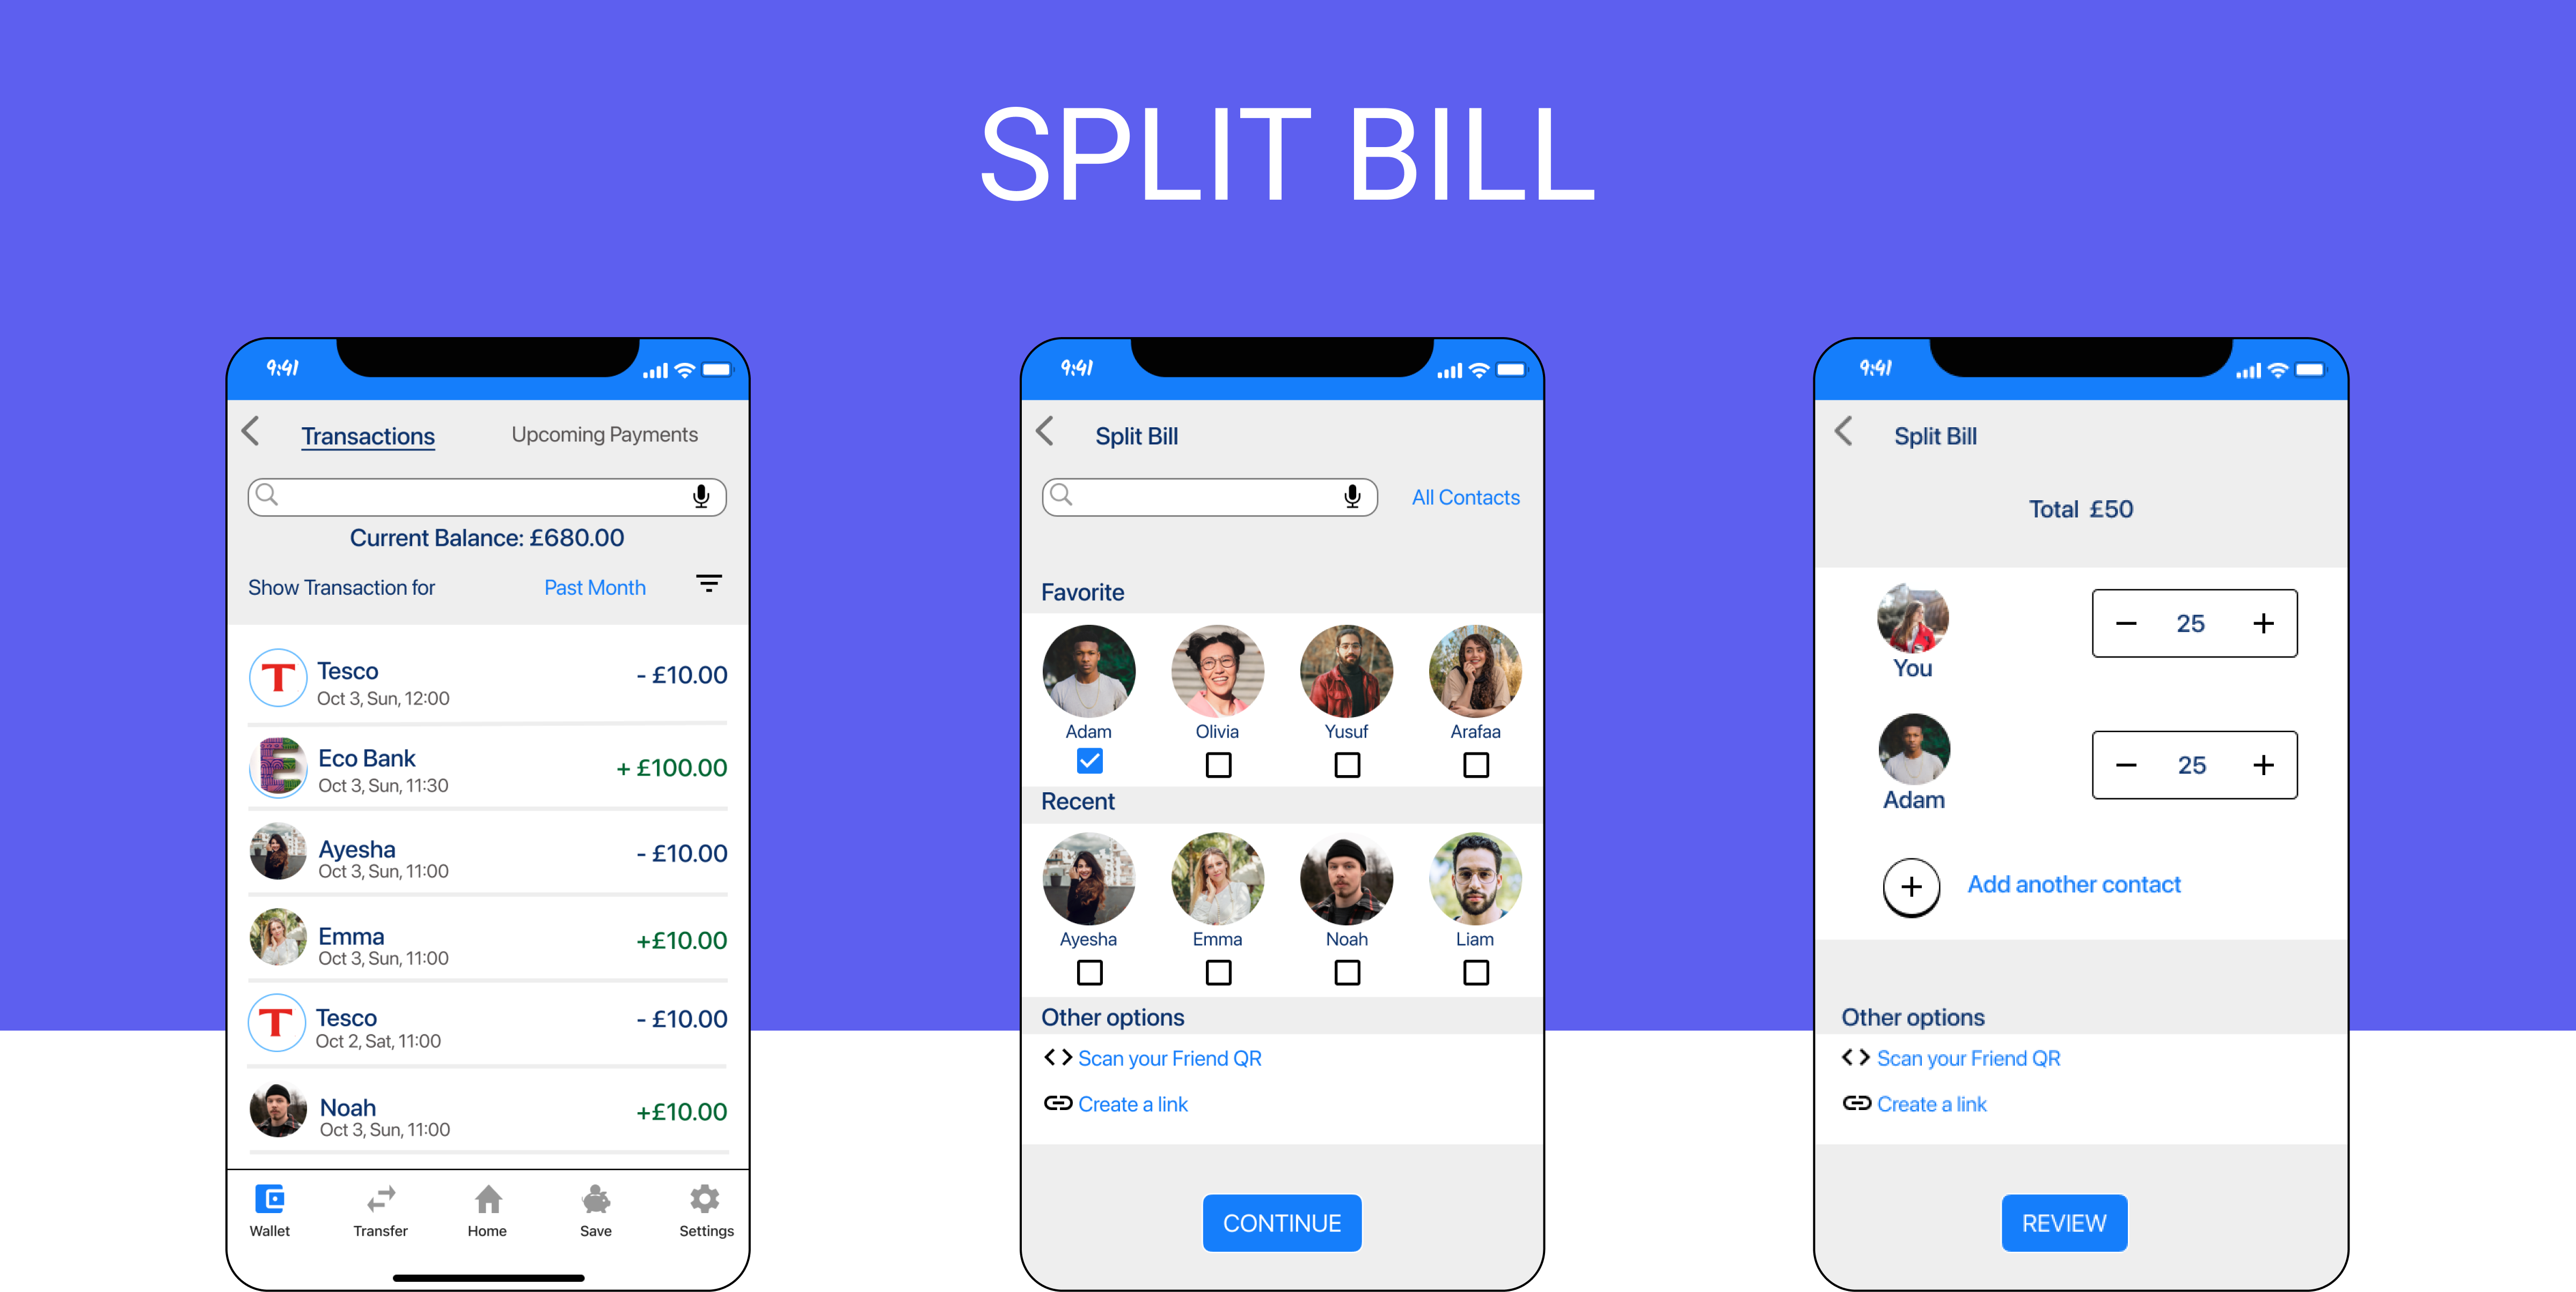 SPLIT BILL
9:41
Transactions Upcoming Payments
Current Balance: £680.00
Show Transaction for Past Month
T Tesco - £10.00
Oct 3, Sun, 12:00
E Eco Bank + £100.00
Oct 3, Sun, 11:30
Ayesha - £10.00
Oct 3, Sun, 11:00
Emma +£10.00
Oct 3, Sun, 11:00
T Tesco - £10.00
Oct 2, Sat, 11:00
Noah +£10.00
Oct 3, Sun, 11:00
Wallet Transfer Home Save Settings
9:41
Split Bill
All Contacts
Favorite
Adam Olivia Yusuf Arafaa
Recent
Ayesha Emma Noah Liam
Other options
Scan your Friend QR
Create a link
CONTINUE
9:41
Split Bill
Total £50
− 25 +
You
− 25 +
Adam
+ Add another contact
Other options
Scan your Friend QR
Create a link
REVIEW